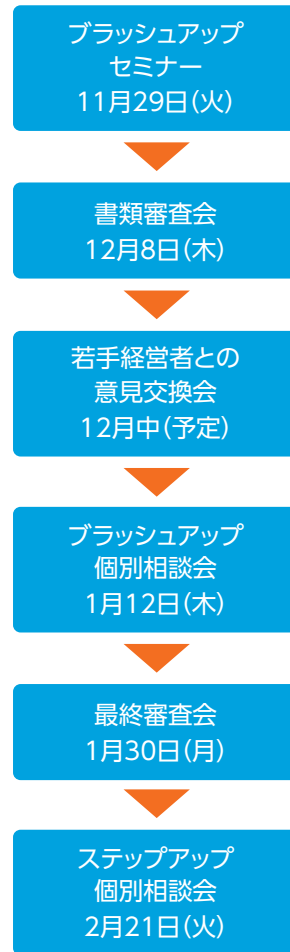 ブラッシュアップ
セミナー
11月29日(火)
書類審査会
12月8日(木)
若手経営者との
意見交換会
12月中(予定)
ブラッシュアップ
個別相談会
1月12日(木)
最終審査会
1月30日(月)
ステップアップ
個別相談会
2月21日(火)